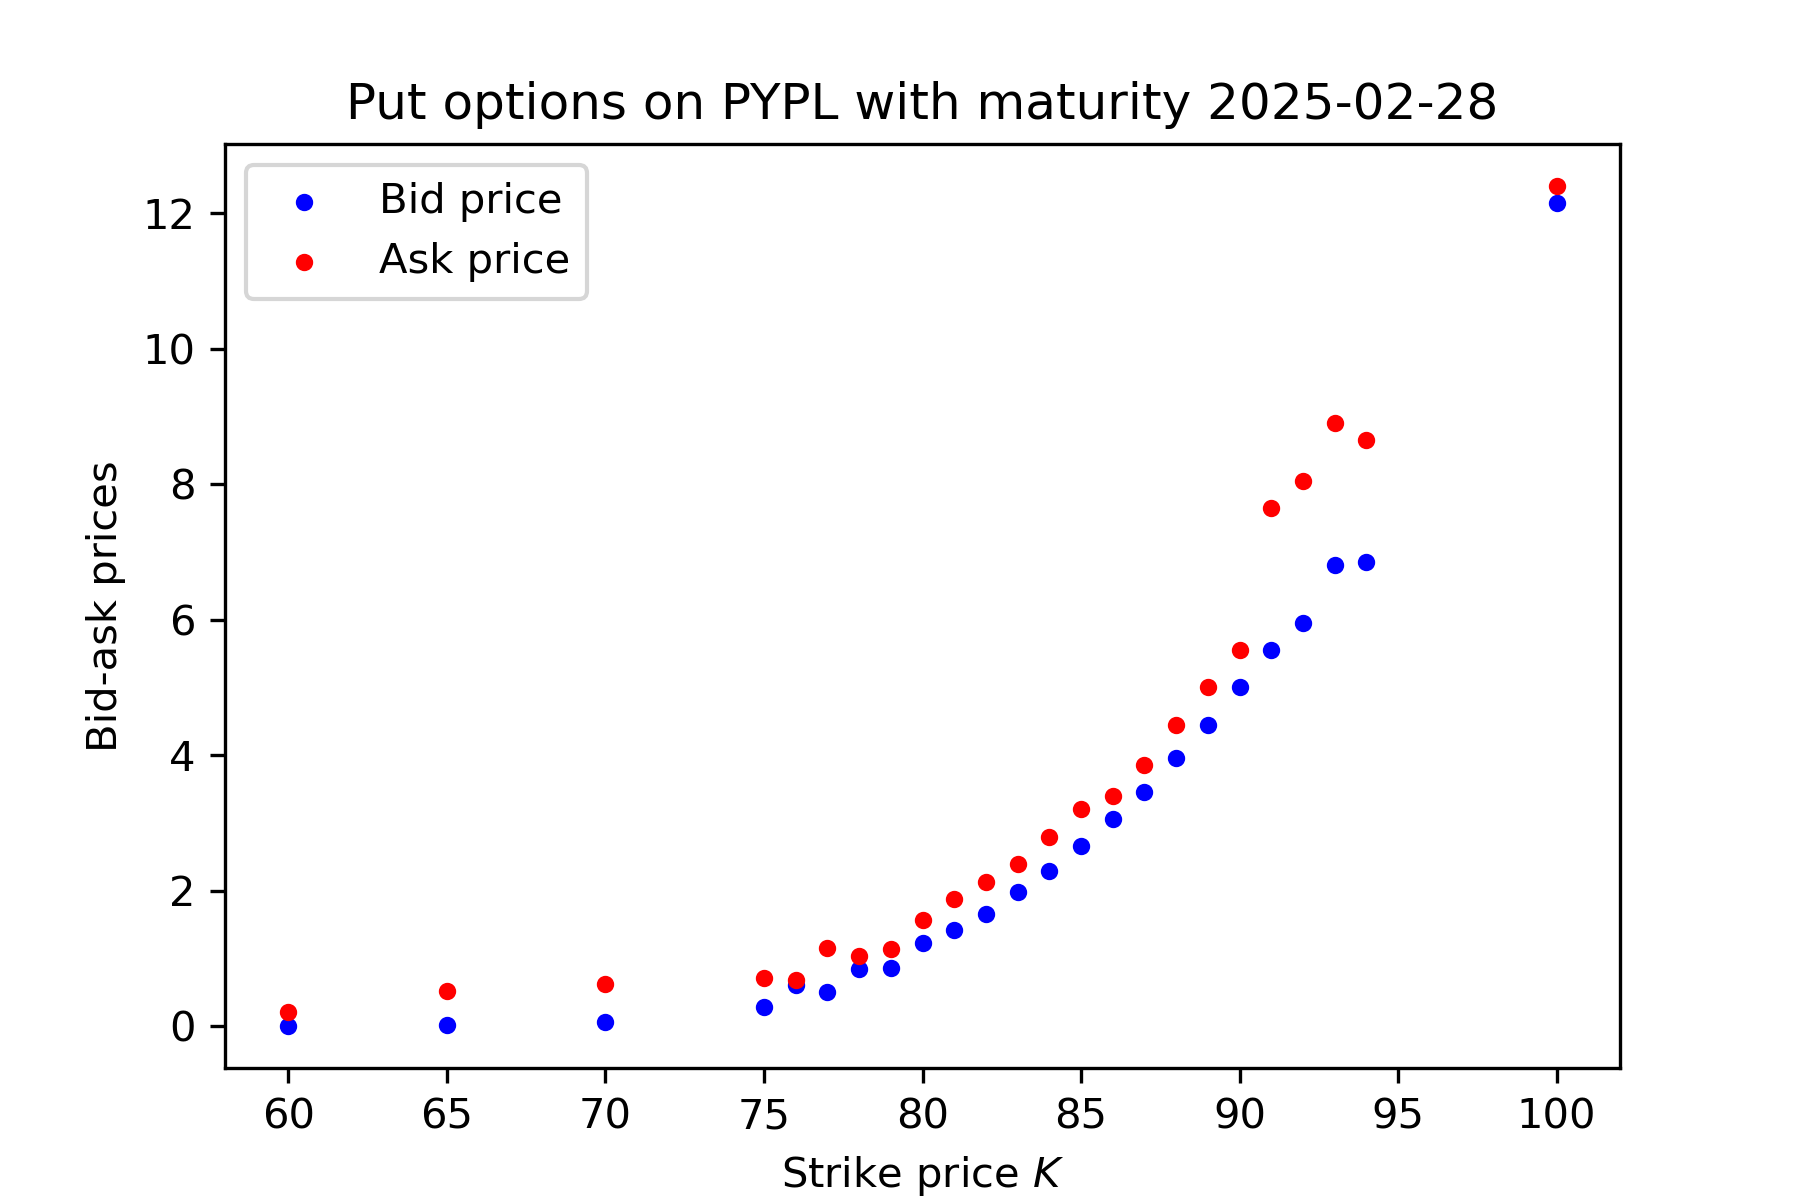 Put options on PYPL with maturity 2025-02-28
Bid price
Ask price
12
10
8
6
4
2
0
Bid-ask prices
60 65 70 75 80 85 90 95 100
Strike price K